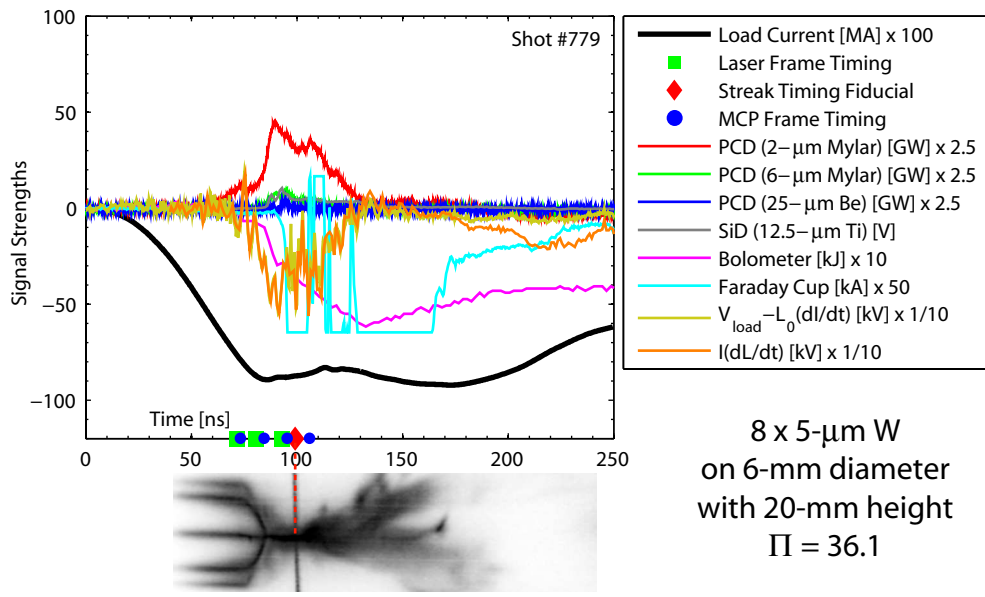 Shot #779
100
50
0
−50
−100
Signal Strengths
Time [ns]
0 50 100 150 200 250
Load Current [MA] x 100
Laser Frame Timing
Streak Timing Fiducial
MCP Frame Timing
PCD (2−μm Mylar) [GW] x 2.5
PCD (6−μm Mylar) [GW] x 2.5
PCD (25−μm Be) [GW] x 2.5
SiD (12.5−μm Ti) [V]
Bolometer [kJ] x 10
Faraday Cup [kA] x 50
V_load−L_0(dI/dt) [kV] x 1/10
I(dL/dt) [kV] x 1/10
8 x 5-μm W
on 6-mm diameter
with 20-mm height
Π = 36.1